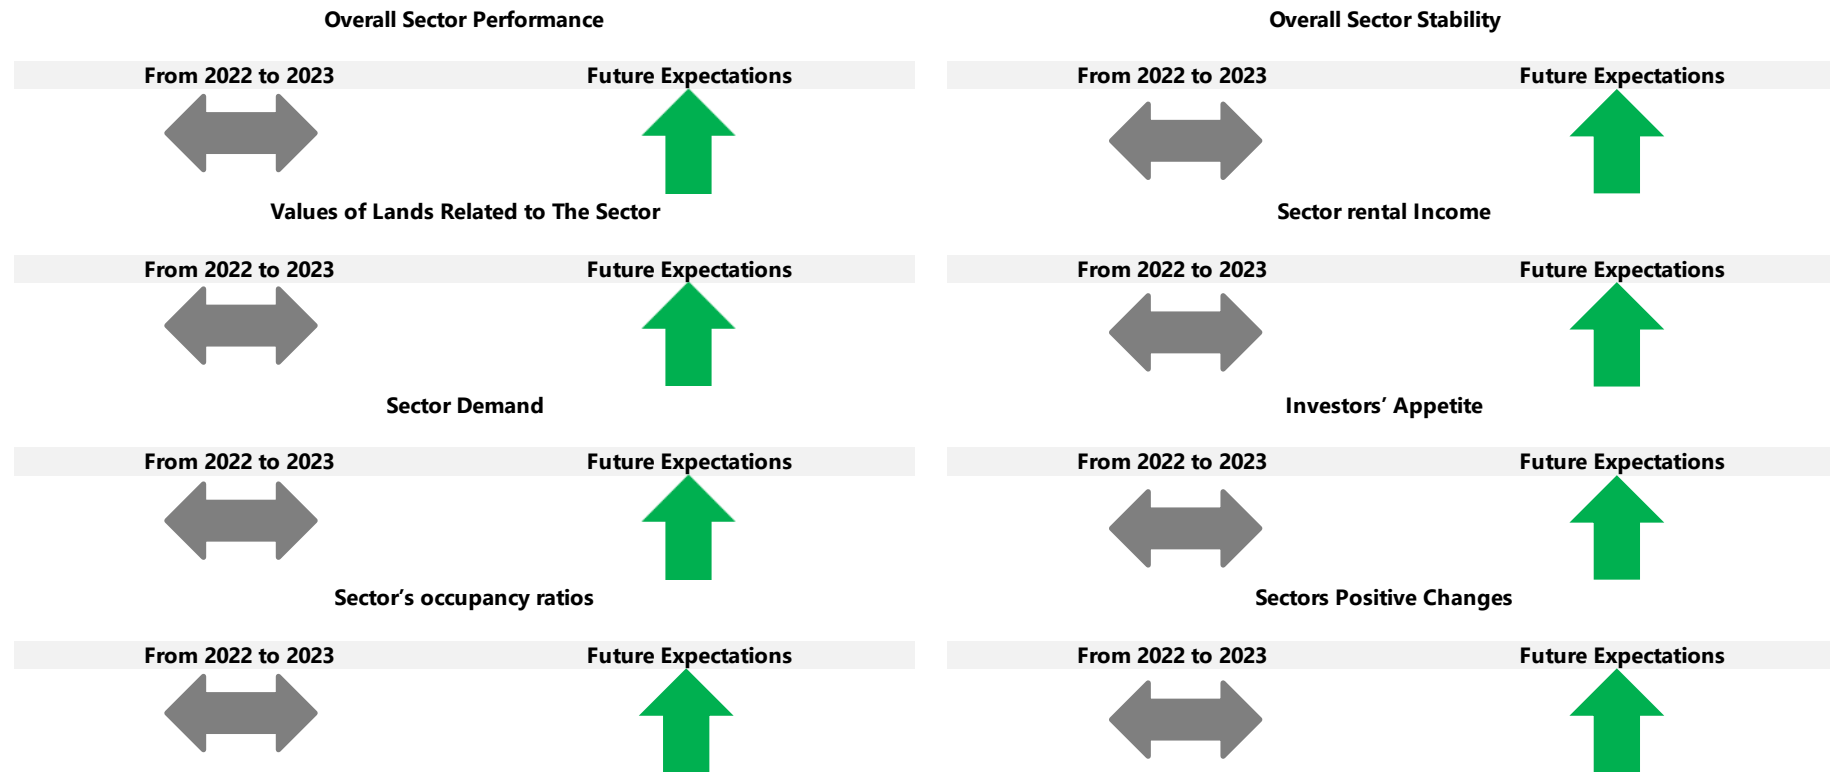 Overall Sector Performance
Overall Sector Stability
From 2022 to 2023 Future Expectations
From 2022 to 2023 Future Expectations
Values of Lands Related to The Sector
Sector rental Income
From 2022 to 2023 Future Expectations
From 2022 to 2023 Future Expectations
Sector Demand
Investors’ Appetite
From 2022 to 2023 Future Expectations
From 2022 to 2023 Future Expectations
Sector’s occupancy ratios
Sectors Positive Changes
From 2022 to 2023 Future Expectations
From 2022 to 2023 Future Expectations